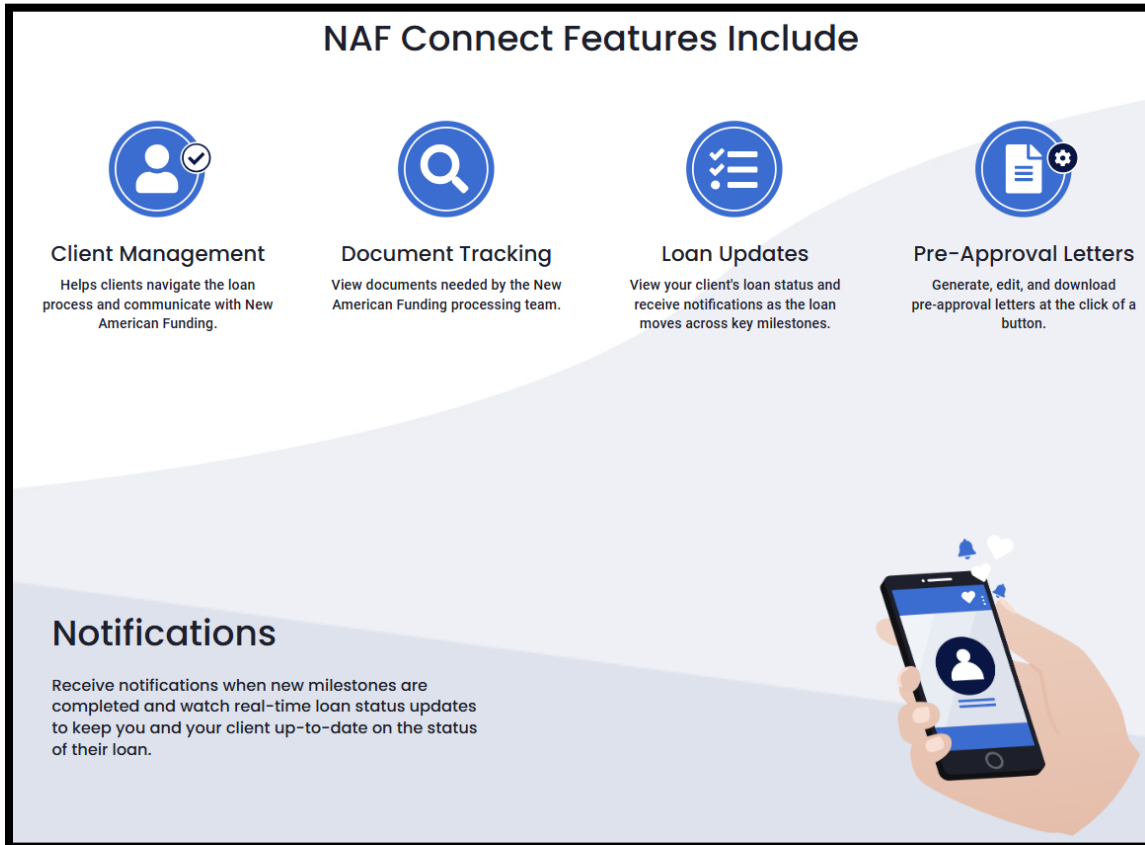 NAF Connect Features Include
Client Management
Helps clients navigate the loan
process and communicate with New
American Funding.
Document Tracking
View documents needed by the New
American Funding processing team.
Loan Updates
View your client's loan status and
receive notifications as the loan
moves across key milestones.
Pre-Approval Letters
Generate, edit, and download
pre-approval letters at the click of a
button.
Notifications
Receive notifications when new milestones are
completed and watch real-time loan status updates
to keep you and your client up-to-date on the status
of their loan.